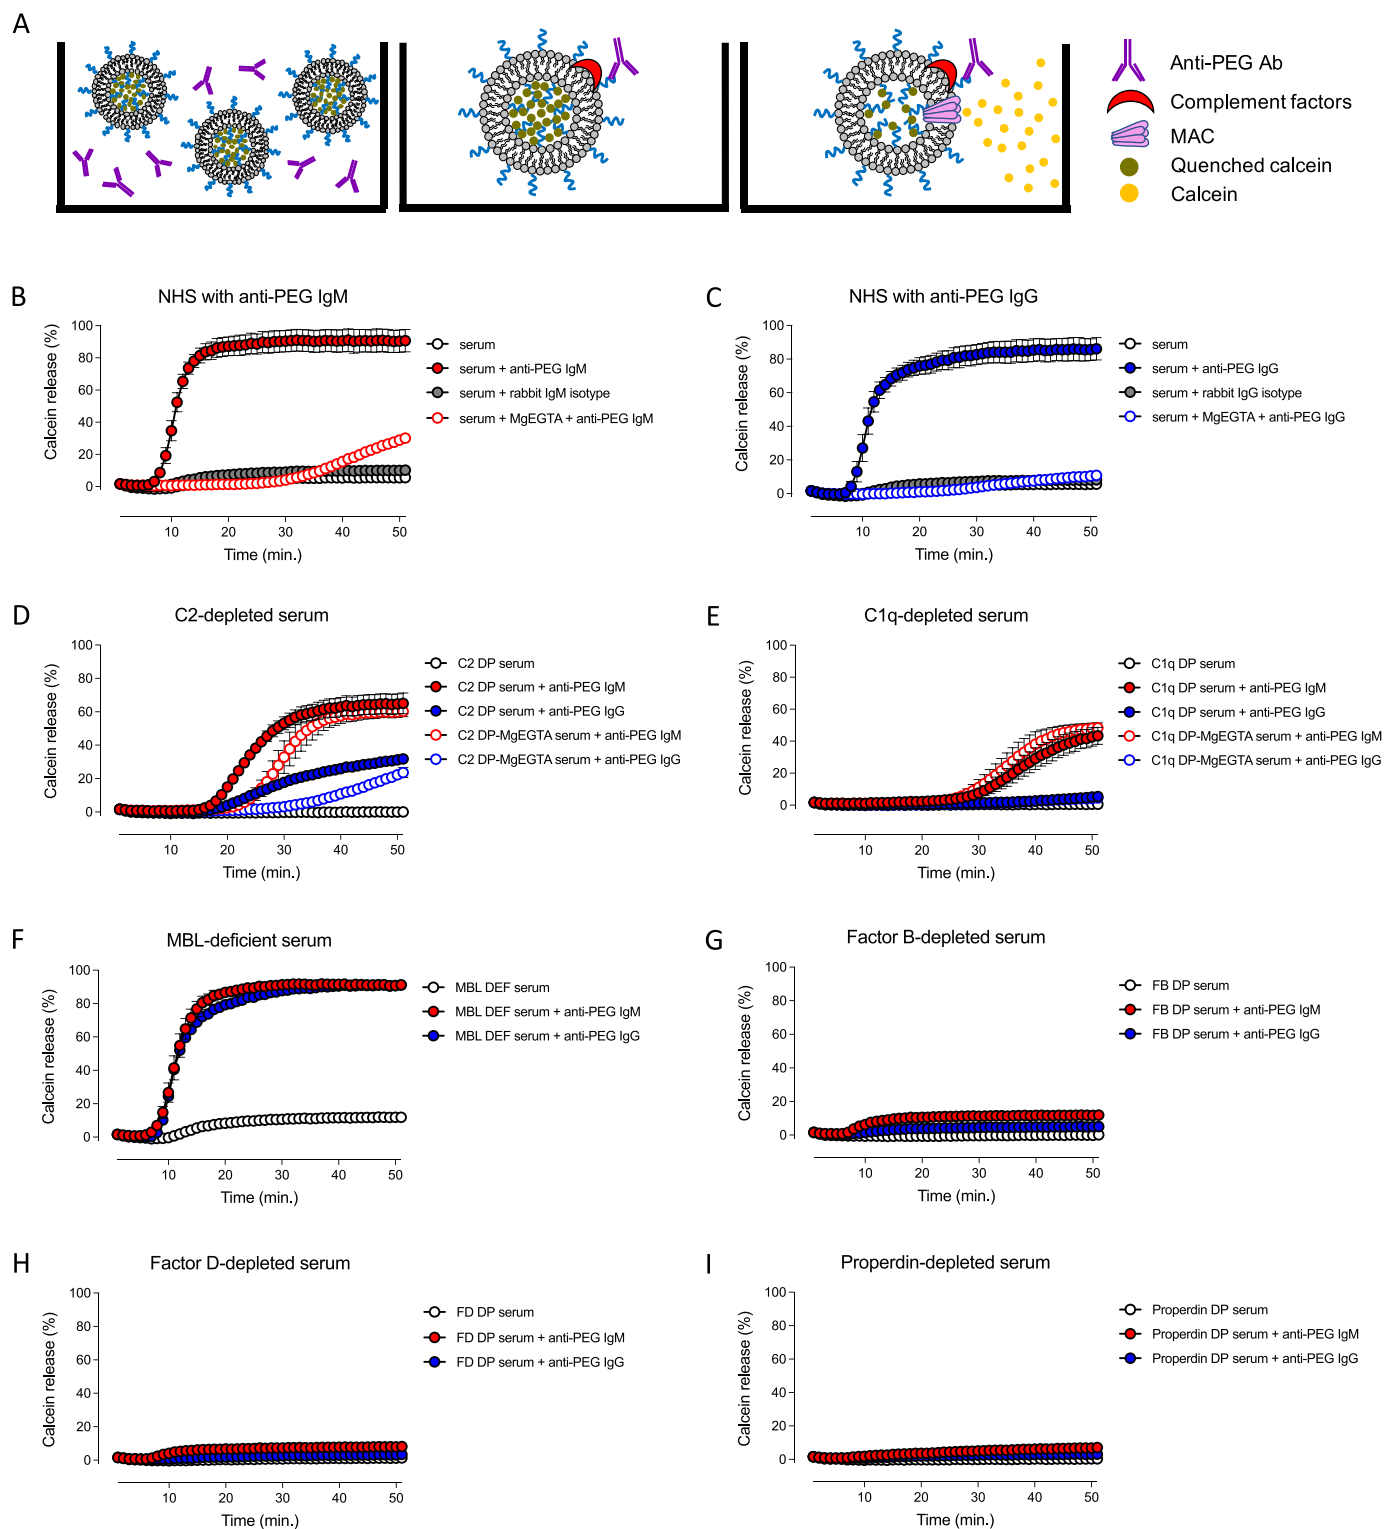 A
Anti-PEG Ab
Complement factors
MAC
Quenched calcein
Calcein
B
NHS with anti-PEG IgM
Calcein release (%)
100
80
60
40
20
0
10
20
30
40
50
Time (min.)
serum
serum + anti-PEG IgM
serum + rabbit IgM isotype
serum + MgEGTA + anti-PEG IgM
C
NHS with anti-PEG IgG
Calcein release (%)
100
80
60
40
20
0
10
20
30
40
50
Time (min.)
serum
serum + anti-PEG IgG
serum + rabbit IgG isotype
serum + MgEGTA + anti-PEG IgG
D
C2-depleted serum
Calcein release (%)
100
80
60
40
20
0
10
20
30
40
50
Time (min.)
C2 DP serum
C2 DP serum + anti-PEG IgM
C2 DP serum + anti-PEG IgG
C2 DP-MgEGTA serum + anti-PEG IgM
C2 DP-MgEGTA serum + anti-PEG IgG
E
C1q-depleted serum
Calcein release (%)
100
80
60
40
20
0
10
20
30
40
50
Time (min.)
C1q DP serum
C1q DP serum + anti-PEG IgM
C1q DP serum + anti-PEG IgG
C1q DP-MgEGTA serum + anti-PEG IgM
C1q DP-MgEGTA serum + anti-PEG IgG
F
MBL-deficient serum
Calcein release (%)
100
80
60
40
20
0
10
20
30
40
50
Time (min.)
MBL DEF serum
MBL DEF serum + anti-PEG IgM
MBL DEF serum + anti-PEG IgG
G
Factor B-depleted serum
Calcein release (%)
100
80
60
40
20
0
10
20
30
40
50
Time (min.)
FB DP serum
FB DP serum + anti-PEG IgM
FB DP serum + anti-PEG IgG
H
Factor D-depleted serum
Calcein release (%)
100
80
60
40
20
0
10
20
30
40
50
Time (min.)
FD DP serum
FD DP serum + anti-PEG IgM
FD DP serum + anti-PEG IgG
I
Properdin-depleted serum
Calcein release (%)
100
80
60
40
20
0
10
20
30
40
50
Time (min.)
Properdin DP serum
Properdin DP serum + anti-PEG IgM
Properdin DP serum + anti-PEG IgG